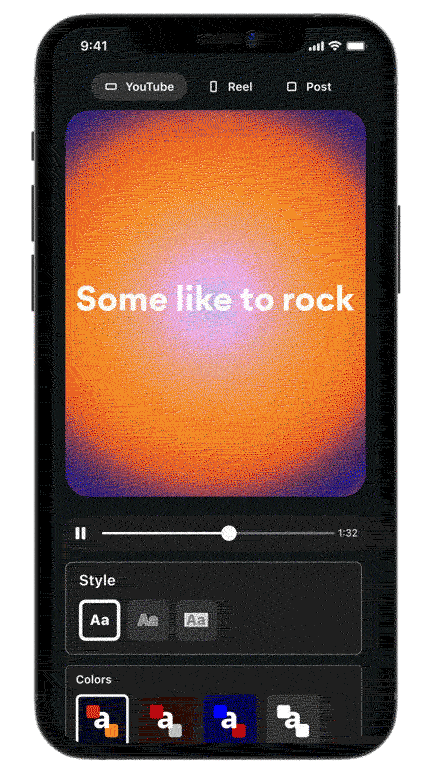 9:41
YouTube Reel Post
Some like to rock
1:32
Style
Aa Aa Aa
Colors
a a a a